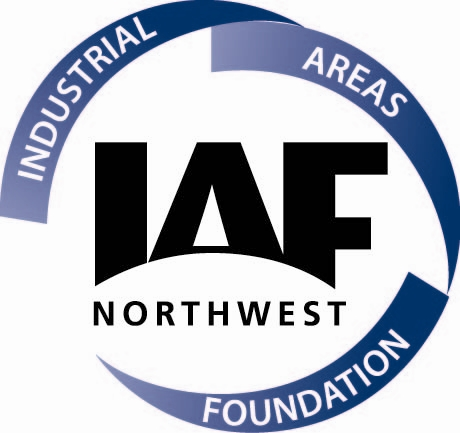 INDUSTRIAL
AREAS
FOUNDATION
IAF
NORTHWEST